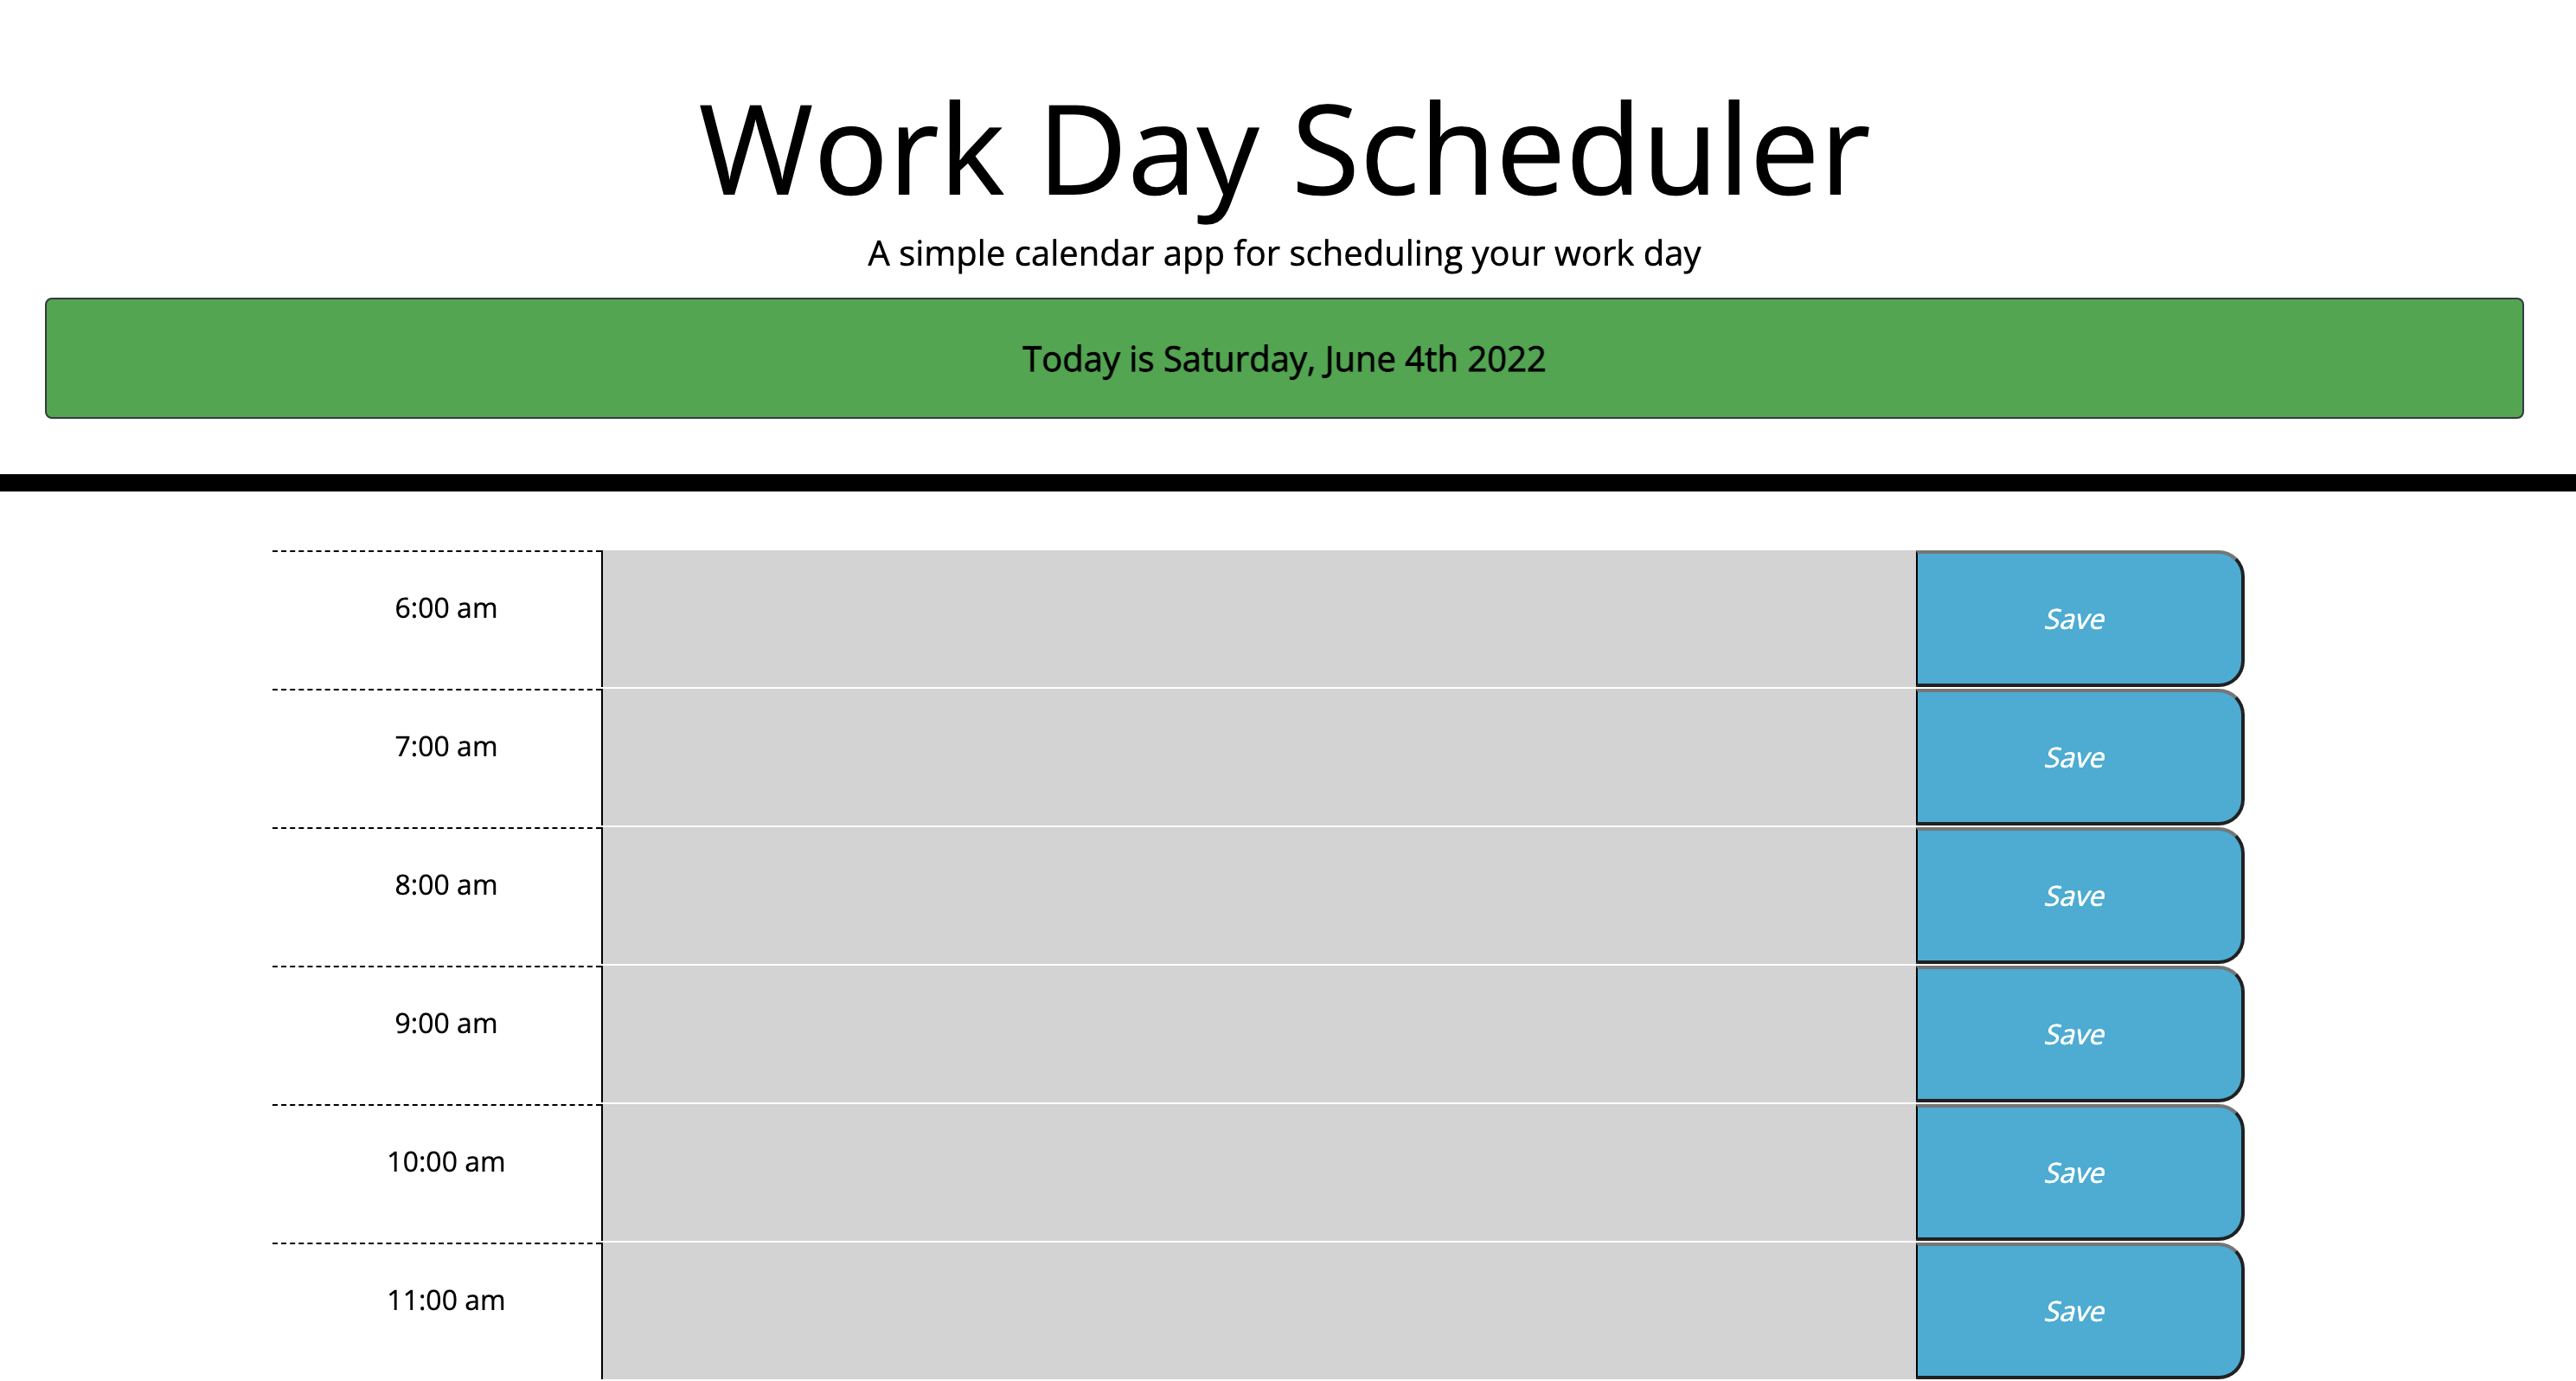 Work Day Scheduler
A simple calendar app for scheduling your work day
Today is Saturday, June 4th 2022
6:00 am
Save
7:00 am
Save
8:00 am
Save
9:00 am
Save
10:00 am
Save
11:00 am
Save